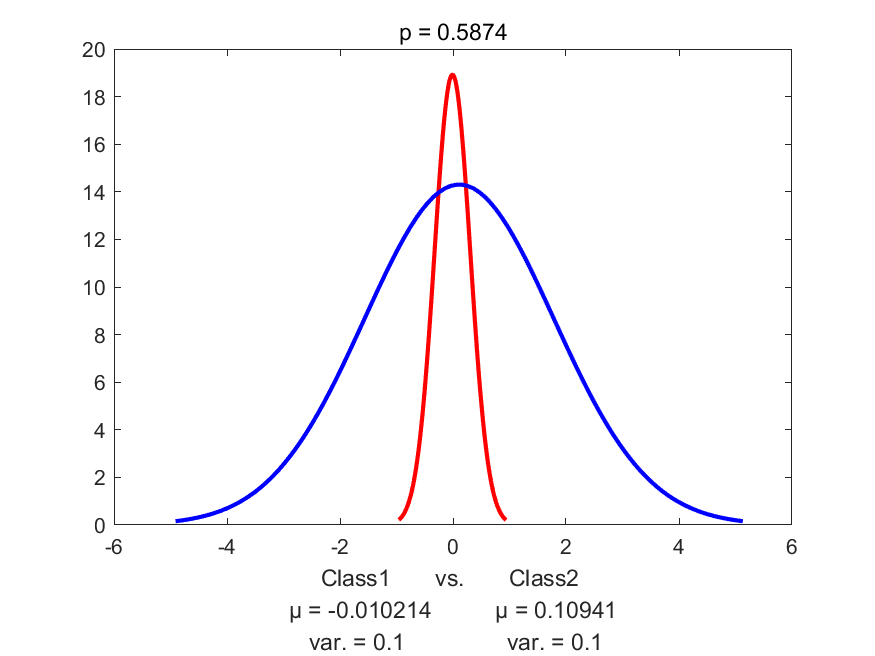 p = 0.5874
20
18
16
14
12
10
8
6
4
2
0
-6 -4 -2 0 2 4 6
Class1 vs. Class2
μ = -0.010214 μ = 0.10941
var. = 0.1 var. = 0.1